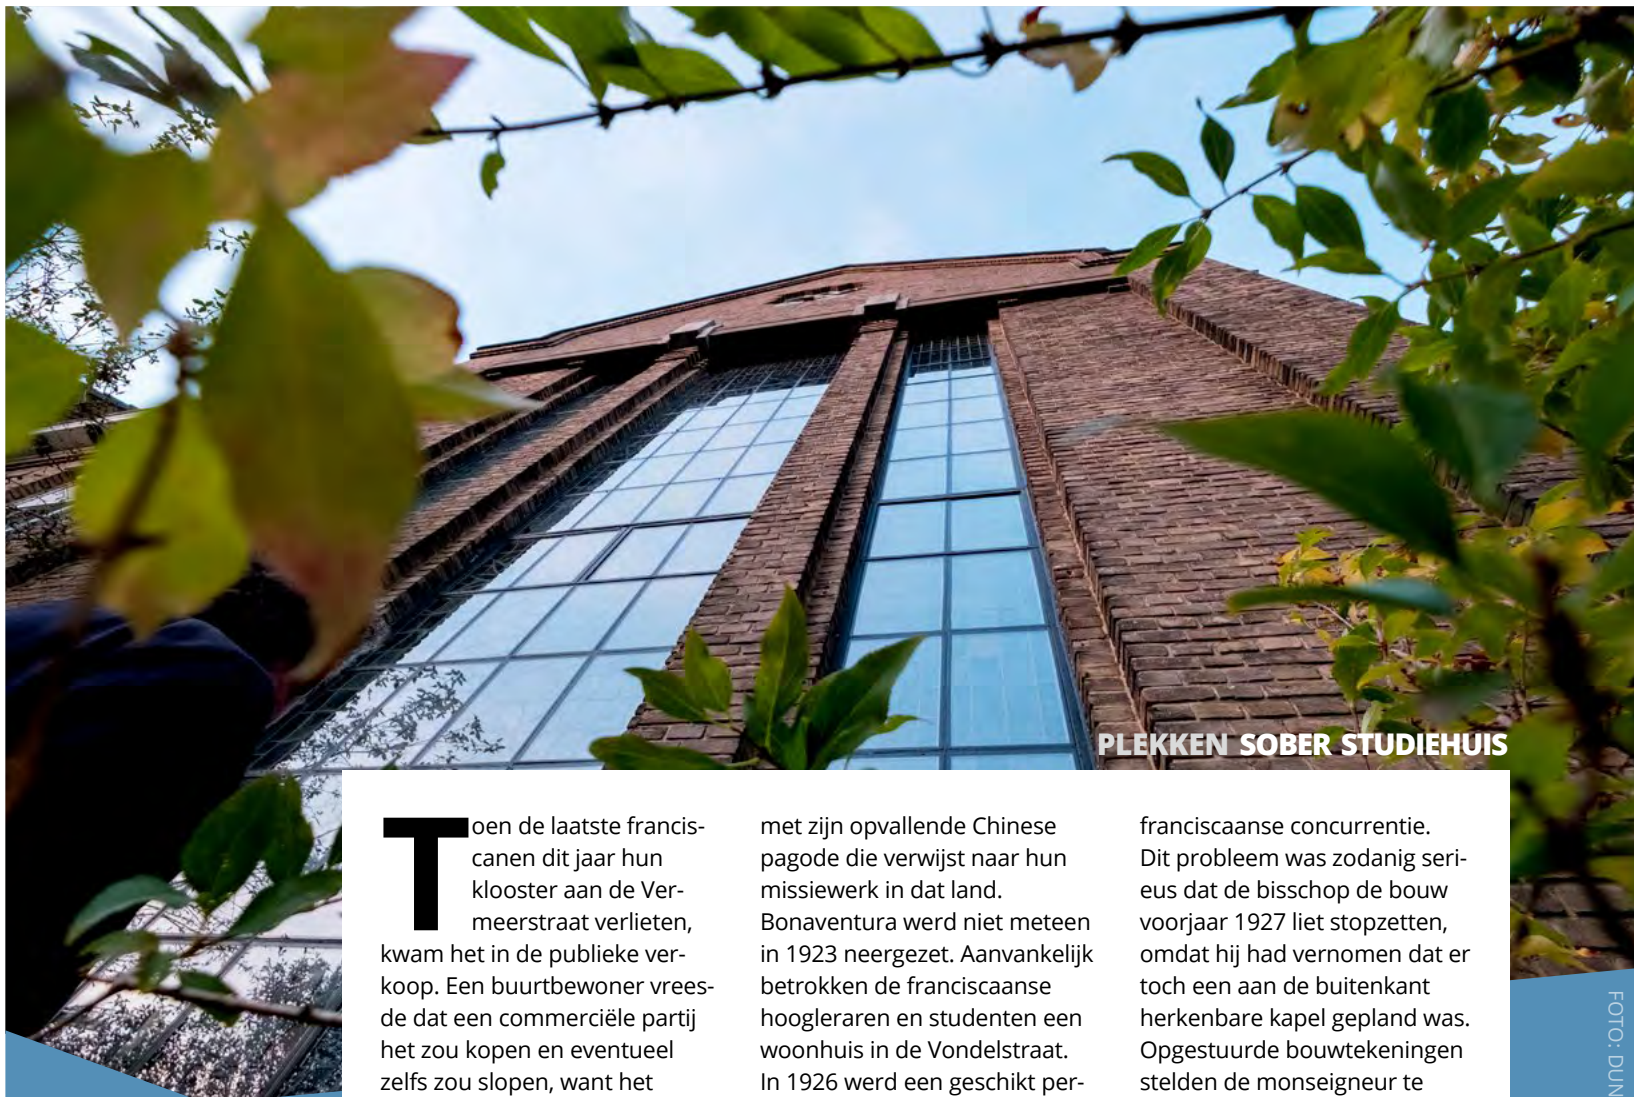 PLEKKEN SOBER STUDIEHUIS
Toen de laatste francis-
canen dit jaar hun
klooster aan de Ver-
meerstraat verlieten,
kwam het in de publieke ver-
koop. Een buurtbewoner vrees-
de dat een commerciële partij
het zou kopen en eventueel
zelfs zou slopen, want het
met zijn opvallende Chinese
pagode die verwijst naar hun
missiewerk in dat land.
Bonaventura werd niet meteen
in 1923 neergezet. Aanvankelijk
betrokken de franciscaanse
hoogleraren en studenten een
woonhuis in de Vondelstraat.
In 1926 werd een geschikt per-
franciscaanse concurrentie.
Dit probleem was zodanig seri-
eus dat de bisschop de bouw
voorjaar 1927 liet stopzetten,
omdat hij had vernomen dat er
toch een aan de buitenkant
herkenbare kapel gepland was.
Opgestuurde bouwtekeningen
stelden de monseigneur te
FOTO: DUN